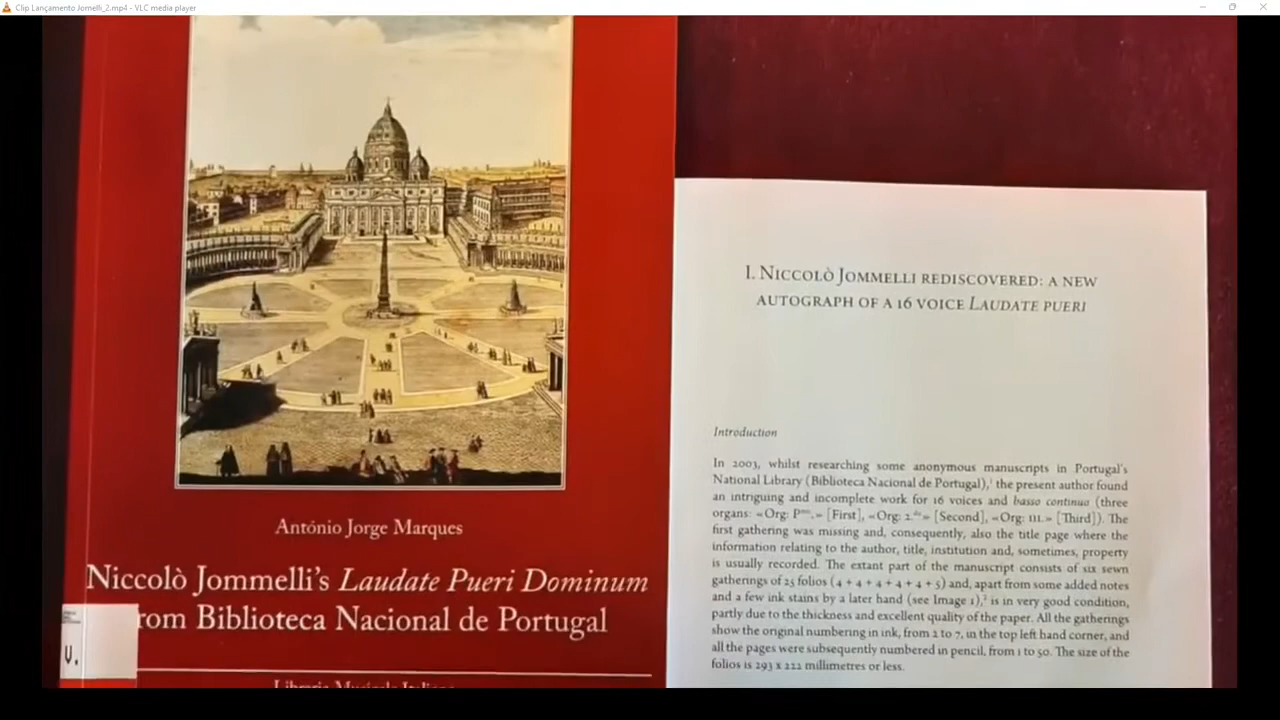 Clip Lançamento Jomelli_2.mp4 - VLC media player
António Jorge Marques
Niccolò Jommelli's Laudate Pueri Dominum
from Biblioteca Nacional de Portugal
V.
Libreria Musicale Italiana
I. NICCOLÒ JOMMELLI REDISCOVERED: A NEW
AUTOGRAPH OF A 16 VOICE LAUDATE PUERI
Introduction
In 2003, whilst researching some anonymous manuscripts in Portugal's
National Library (Biblioteca Nacional de Portugal),¹ the present author found
an intriguing and incomplete work for 16 voices and basso continuo (three
organs: «Org: Pᵐᵒ.» [First], «Org: 2.ᵈᵒ» [Second], «Org: III.» [Third]). The
first gathering was missing and, consequently, also the title page where the
information relating to the author, title, institution and, sometimes, property
is usually recorded. The extant part of the manuscript consists of six sewn
gatherings of 25 folios (4 + 4 + 4 + 4 + 4 + 5) and, apart from some added notes
and a few ink stains by a later hand (see Image 1),² is in very good condition,
partly due to the thickness and excellent quality of the paper. All the gatherings
show the original numbering in ink, from 2 to 7, in the top left hand corner, and
all the pages were subsequently numbered in pencil, from 1 to 50. The size of the
folios is 293 x 222 millimetres or less.